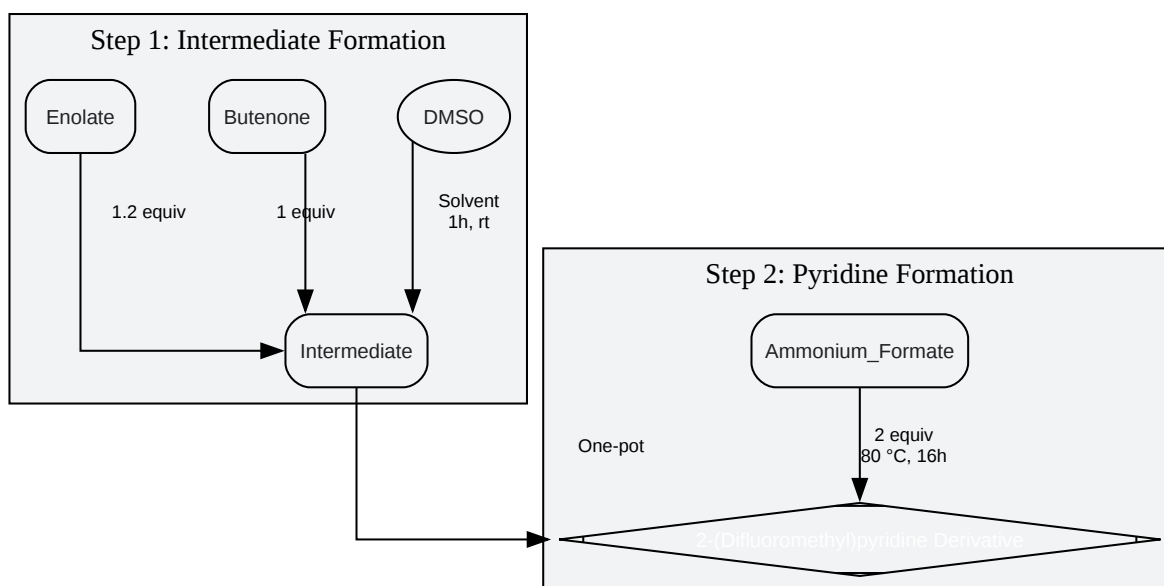 Step 1: Intermediate Formation
Enolate
Butenone
DMSO
1.2 equiv
1 equiv
Solvent
1h, rt
Intermediate
Step 2: Pyridine Formation
Ammonium_Formate
One-pot
2 equiv
80 °C, 16h
2-(Difluoromethyl)pyridine Derivative